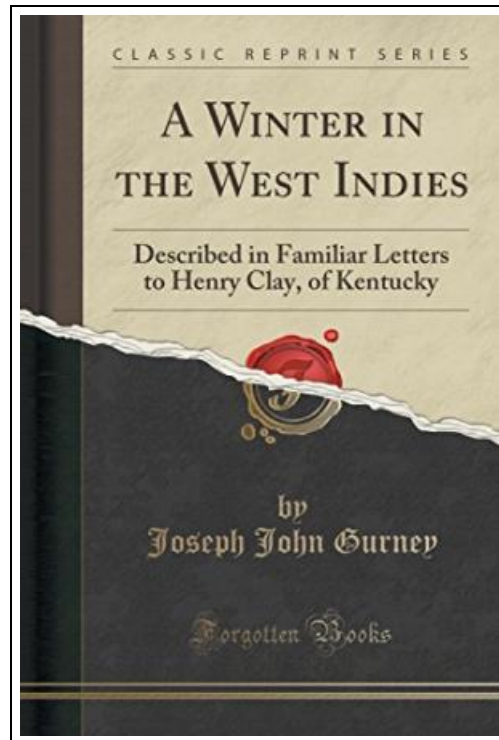 CLASSIC REPRINT SERIES
A WINTER IN
THE WEST INDIES
Described in Familiar Letters
to Henry Clay, of Kentucky
by
Joseph John Gurney
Forgotten Books